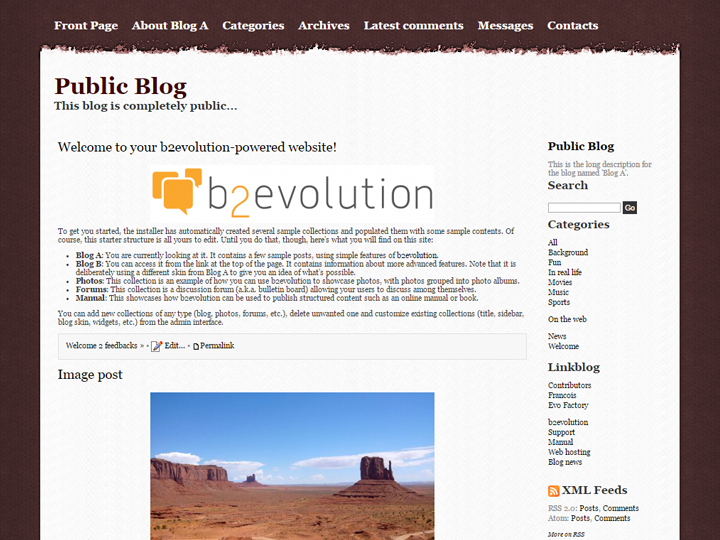 Front Page About Blog A Categories Archives Latest comments Messages Contacts
Public Blog
This blog is completely public...
Welcome to your b2evolution-powered website!
b2evolution
To get you started, the installer has automatically created several sample collections and populated them with some sample contents. Of
course, this starter structure is all yours to edit. Until you do that, though, here's what you will find on this site:
• Blog A: You are currently looking at it. It contains a few sample posts, using simple features of b2evolution.
• Blog B: You can access it from the link at the top of the page. It contains information about more advanced features. Note that it is
deliberately using a different skin from Blog A to give you an idea of what's possible.
• Photos: This collection is an example of how you can use b2evolution to showcase photos, with photos grouped into photo albums.
• Forums: This collection is a discussion forum (a.k.a. bulletin board) allowing your users to discuss among themselves.
• Manual: This showcases how b2evolution can be used to publish structured content such as an online manual or book.
You can add new collections of any type (blog, photos, forums, etc.), delete unwanted one and customize existing collections (title, sidebar,
blog skin, widgets, etc.) from the admin interface.
Welcome 2 feedbacks » • Edit... • Permalink
Image post
Public Blog
This is the long description for
the blog named 'Blog A'.
Search
Go
Categories
All
Background
Fun
In real life
Movies
Music
Sports
On the web
News
Welcome
Linkblog
Contributors
Francois
Evo Factory
b2evolution
Support
Manual
Web hosting
Blog news
XML Feeds
RSS 2.0: Posts, Comments
Atom: Posts, Comments
More on RSS